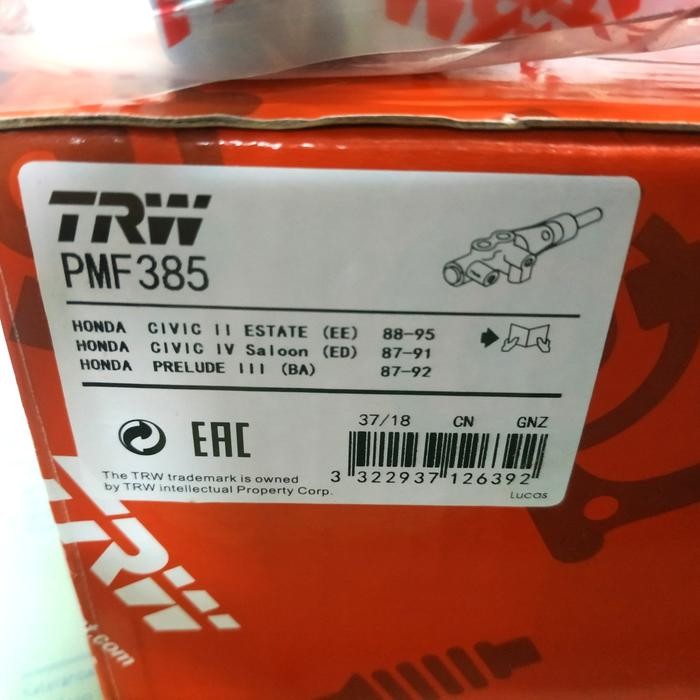 TRW
PMF385
HONDA CIVIC II ESTATE (EE) 88-95
HONDA CIVIC IV Saloon (ED) 87-91
HONDA PRELUDE III (BA) 87-92
37/18 CN GNZ
EAC
3 322937 126392
The TRW trademark is owned
by TRW intellectual Property Corp.
Lucas
TRW
.com